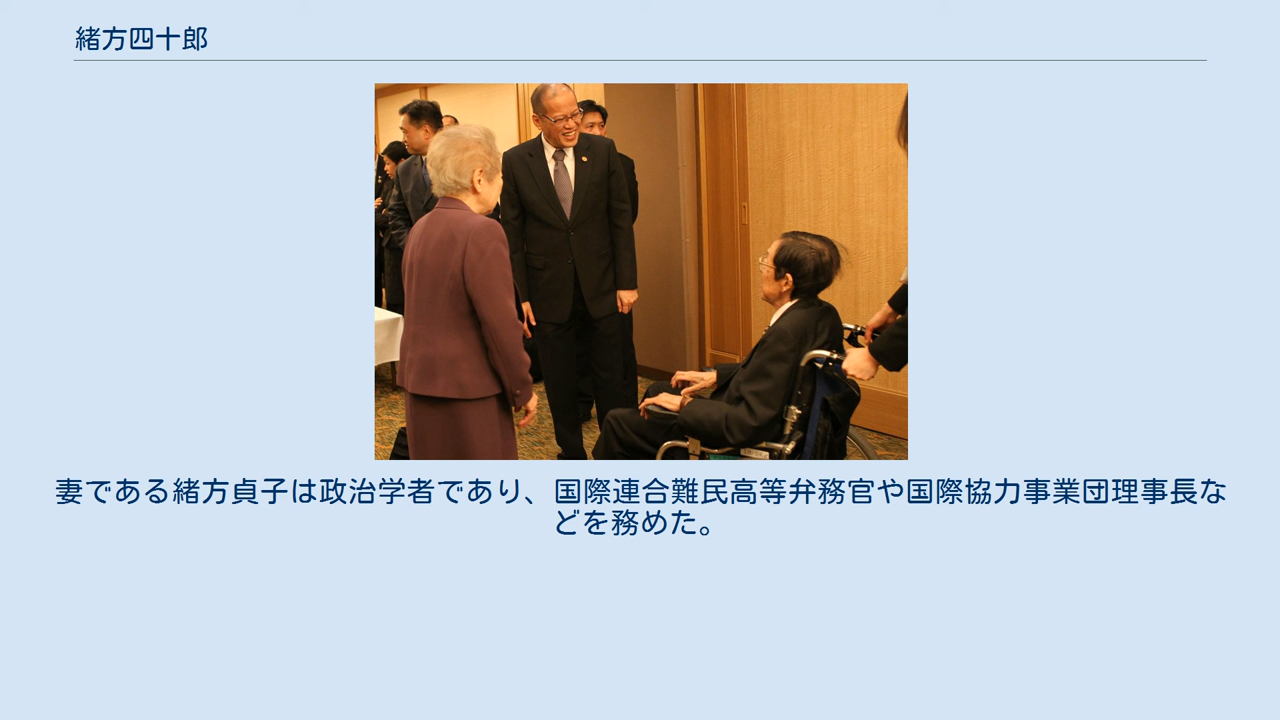 緒方四十郎
妻である緒方貞子は政治学者であり、国際連合難民高等弁務官や国際協力事業団理事長な
どを務めた。